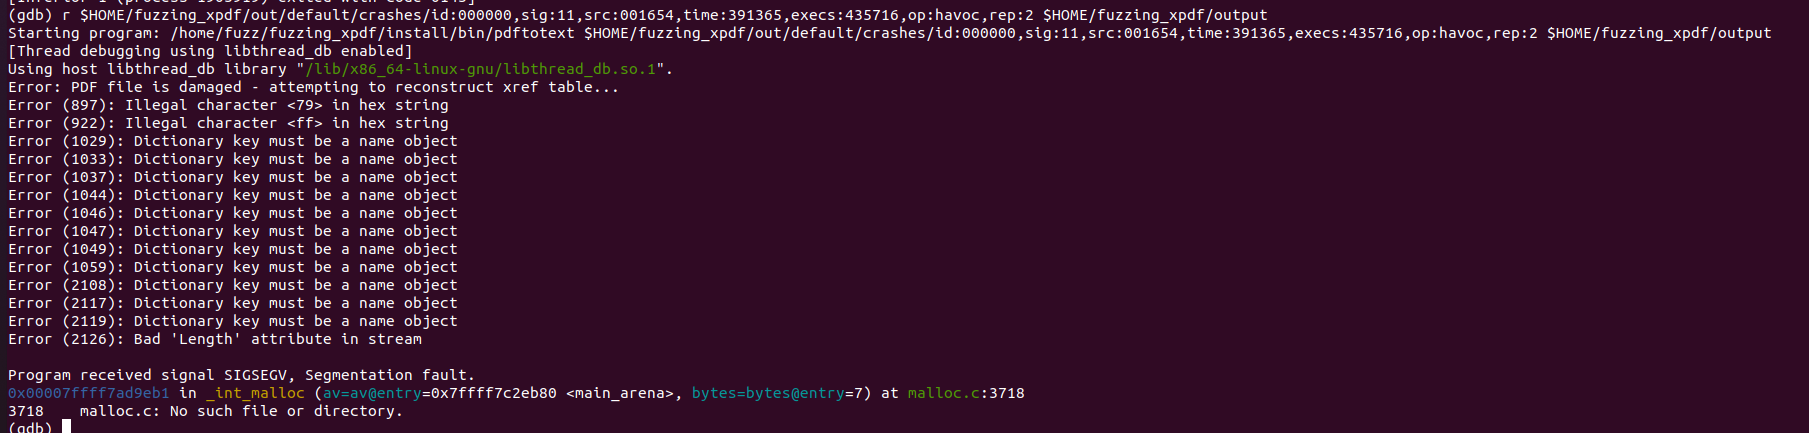 (gdb) r $HOME/fuzzing_xpdf/out/default/crashes/id:000000,sig:11,src:001654,time:391365,execs:435716,op:havoc,rep:2 $HOME/fuzzing_xpdf/output
Starting program: /home/fuzz/fuzzing_xpdf/install/bin/pdftotext $HOME/fuzzing_xpdf/out/default/crashes/id:000000,sig:11,src:001654,time:391365,execs:435716,op:havoc,rep:2 $HOME/fuzzing_xpdf/output
[Thread debugging using libthread_db enabled]
Using host libthread_db library "/lib/x86_64-linux-gnu/libthread_db.so.1".
Error: PDF file is damaged - attempting to reconstruct xref table...
Error (897): Illegal character <79> in hex string
Error (922): Illegal character <ff> in hex string
Error (1029): Dictionary key must be a name object
Error (1033): Dictionary key must be a name object
Error (1037): Dictionary key must be a name object
Error (1044): Dictionary key must be a name object
Error (1046): Dictionary key must be a name object
Error (1047): Dictionary key must be a name object
Error (1049): Dictionary key must be a name object
Error (1059): Dictionary key must be a name object
Error (2108): Dictionary key must be a name object
Error (2117): Dictionary key must be a name object
Error (2119): Dictionary key must be a name object
Error (2126): Bad 'Length' attribute in stream
Program received signal SIGSEGV, Segmentation fault.
0x00007ffff7ad9eb1 in _int_malloc (av=av@entry=0x7ffff7c2eb80 <main_arena>, bytes=bytes@entry=7) at malloc.c:3718
3718	malloc.c: No such file or directory.
(gdb)